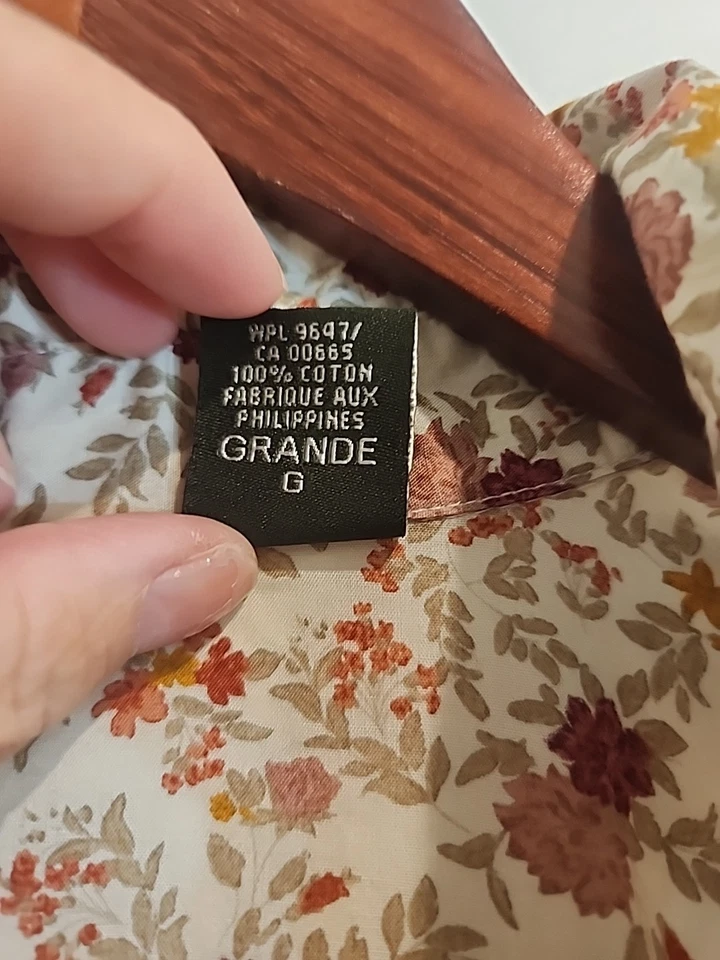 WPL 9647/
CA 00665
100% COTON
FABRIQUE AUX
PHILIPPINES
GRANDE
G